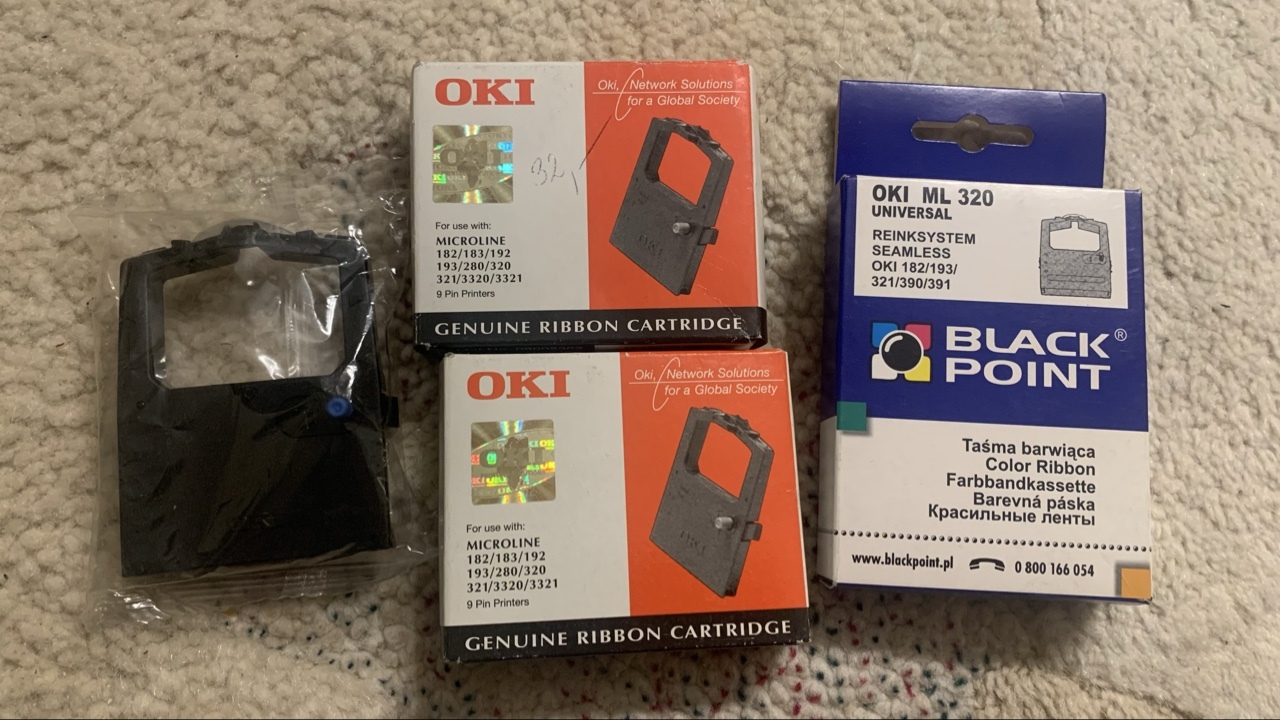 OKI
Oki, Network Solutions
for a Global Society
32,
For use with:
MICROLINE
182/183/192
193/280/320
321/3320/3321
9 Pin Printers
OKI
GENUINE RIBBON CARTRIDGE
OKI
Oki, Network Solutions
for a Global Society
OKI
For use with:
MICROLINE
182/183/192
193/280/320
321/3320/3321
9 Pin Printers
OKI
GENUINE RIBBON CARTRIDGE
OKI ML 320
UNIVERSAL
REINKSYSTEM
SEAMLESS
OKI 182/193/
321/390/391
BLACK®
POINT
Taśma barwiąca
Color Ribbon
Farbbandkassette
Barevná páska
Красильные ленты
www.blackpoint.pl 0 800 166 054